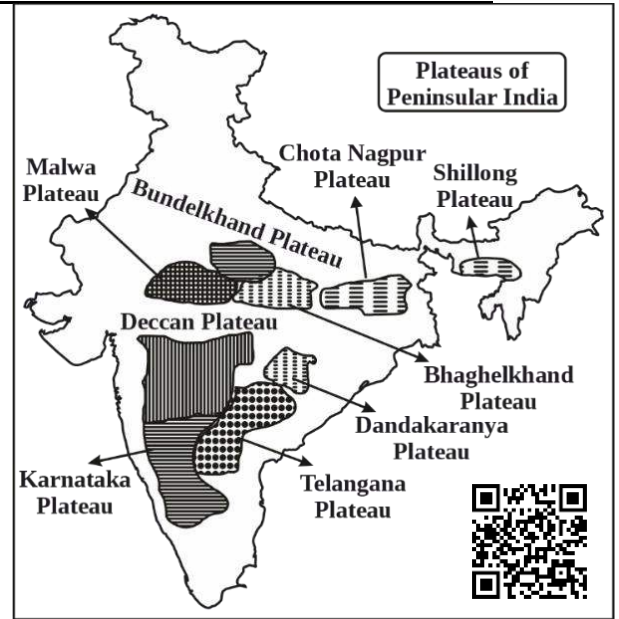 Plateaus of
Peninsular India
Malwa
Plateau
Bundelkhand Plateau
Chota Nagpur
Plateau
Shillong
Plateau
Deccan Plateau
Bhaghelkhand
Plateau
Dandakaranya
Plateau
Karnataka
Plateau
Telangana
Plateau